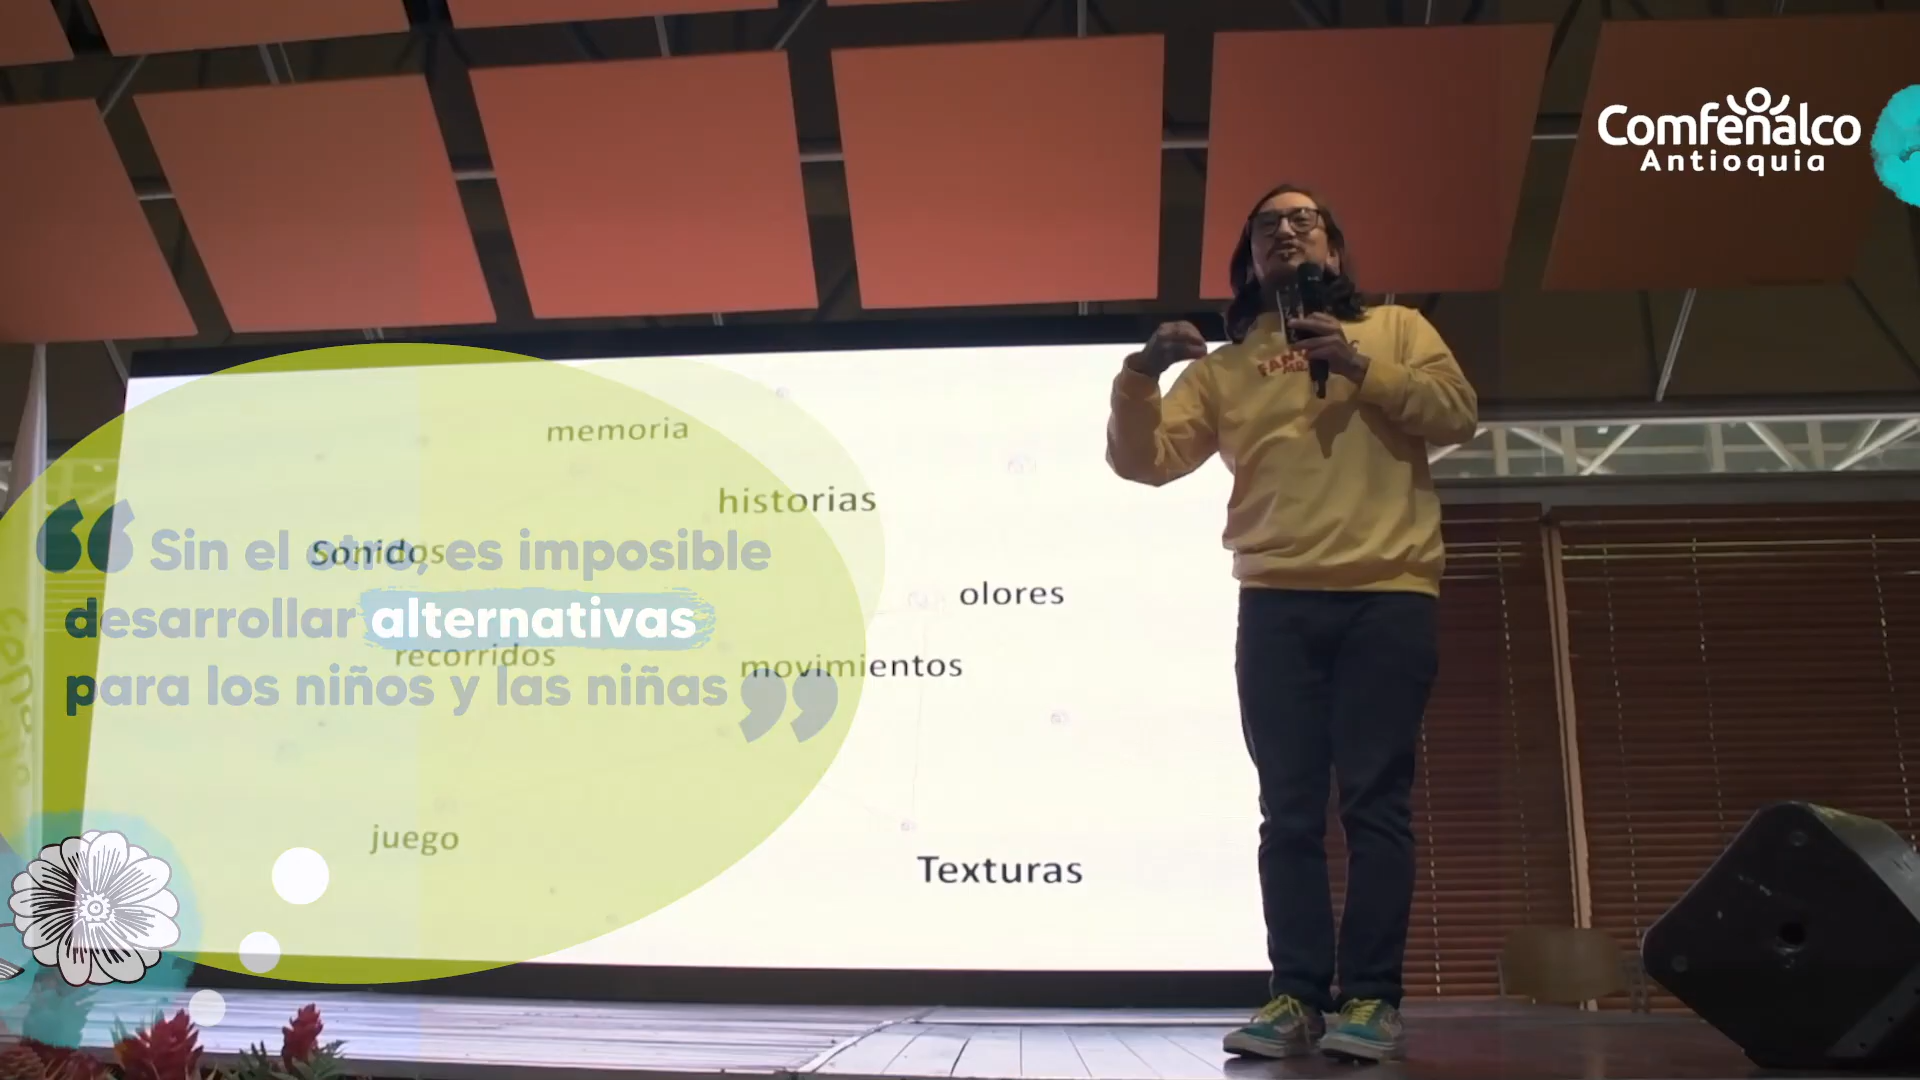 Comfenalco
Antioquia
memoria
historias
Sonidos
olores
recorridos
movimientos
juego
Texturas
“Sin el otro, es imposible
desarrollar alternativas
para los niños y las niñas”